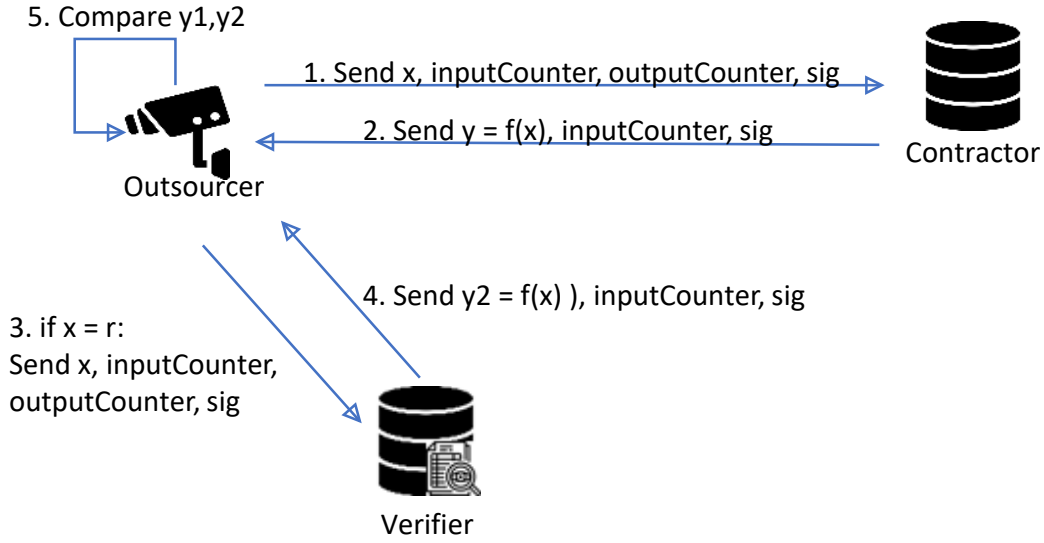 5. Compare y1,y2
1. Send x, inputCounter, outputCounter, sig
2. Send y = f(x), inputCounter, sig
Contractor
Outsourcer
4. Send y2 = f(x) ), inputCounter, sig
3. if x = r:
Send x, inputCounter,
outputCounter, sig
Verifier